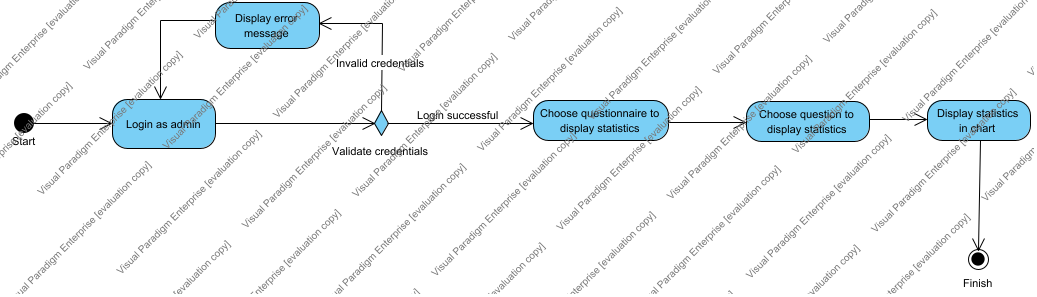 Display error
message
Invalid credentials
Login successful
Start
Login as admin
Validate credentials
Choose questionnaire to
display statistics
Choose question to
display statistics
Display statistics
in chart
Finish
Visual Paradigm Enterprise [evaluation copy]